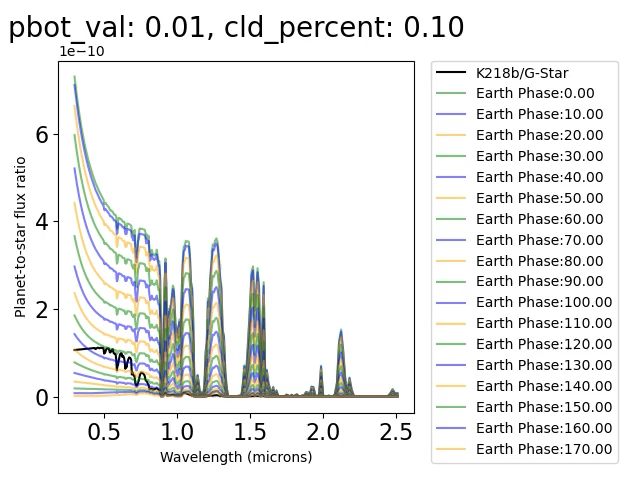 pbot_val: 0.01, cld_percent: 0.10
1e−10
6
4
2
0
0.5 1.0 1.5 2.0 2.5
Planet-to-star flux ratio
Wavelength (microns)
K218b/G-Star
Earth Phase:0.00
Earth Phase:10.00
Earth Phase:20.00
Earth Phase:30.00
Earth Phase:40.00
Earth Phase:50.00
Earth Phase:60.00
Earth Phase:70.00
Earth Phase:80.00
Earth Phase:90.00
Earth Phase:100.00
Earth Phase:110.00
Earth Phase:120.00
Earth Phase:130.00
Earth Phase:140.00
Earth Phase:150.00
Earth Phase:160.00
Earth Phase:170.00